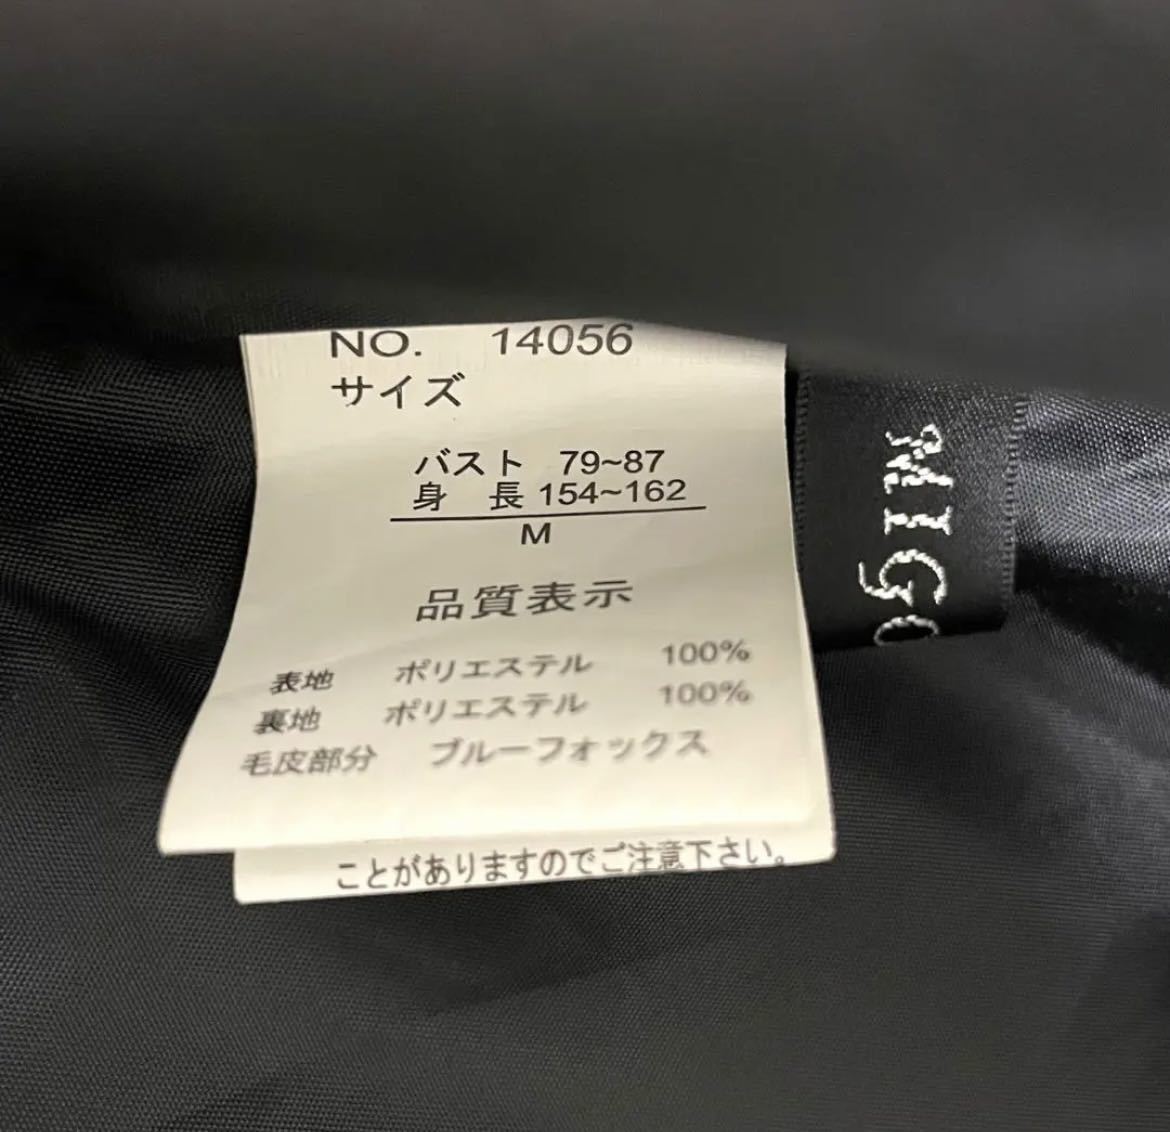 NO. 14056
サイズ
バスト 79~87
身 長 154~162
M
品質表示
表地 ポリエステル 100%
裏地 ポリエステル 100%
毛皮部分 ブルーフォックス
ことがありますのでご注意下さい。
MIG